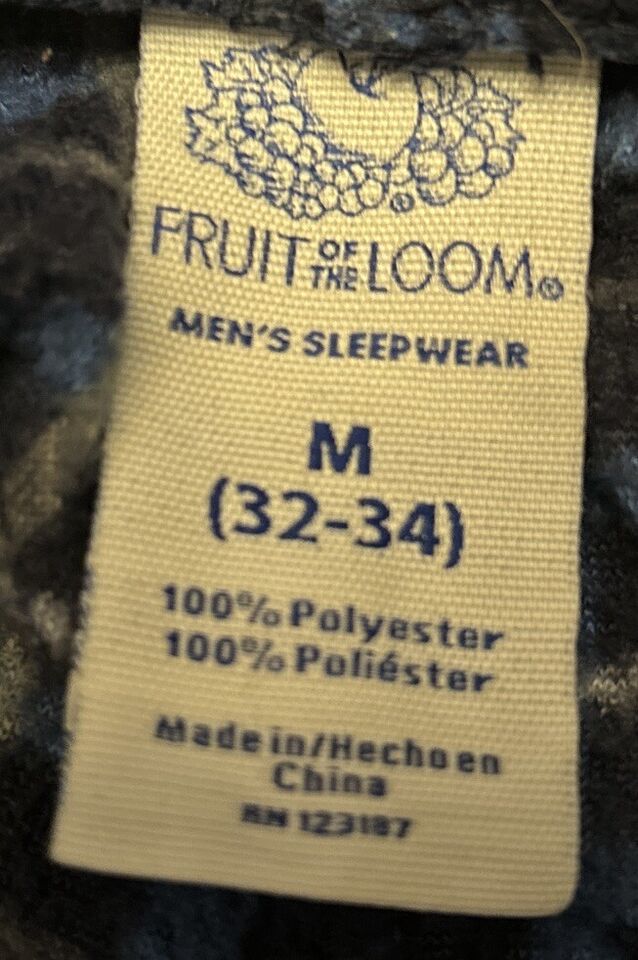 FRUIT OF THE LOOM®
MEN'S SLEEPWEAR
M
(32-34)
100% Polyester
100% Poliéster
Made in/Hecho en
China
RN 123187